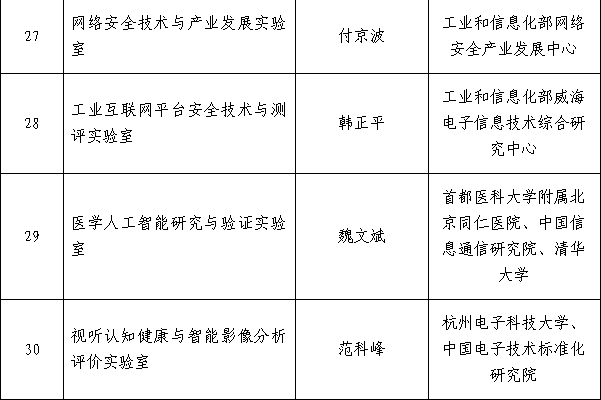 27
网络安全技术与产业发展实验
室
付京波
工业和信息化部网络
安全产业发展中心
28
工业互联网平台安全技术与测
评实验室
韩正平
工业和信息化部威海
电子信息技术综合研
究中心
29
医学人工智能研究与验证实验
室
魏文斌
首都医科大学附属北
京同仁医院、中国信
息通信研究院、清华
大学
30
视听认知健康与智能影像分析
评价实验室
范科峰
杭州电子科技大学、
中国电子技术标准化
研究院